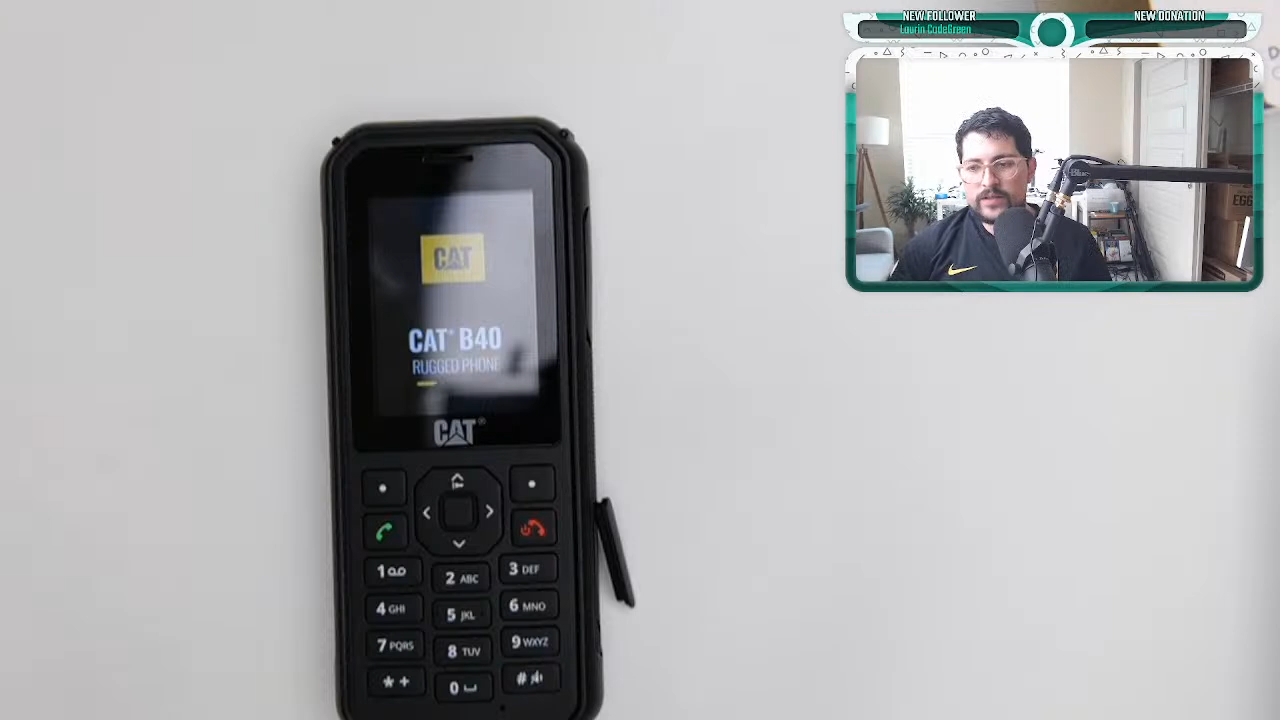 NEW FOLLOWER
Laurin CodeGreen
NEW DONATION
EGG
CAT
CAT® B40
RUGGED PHONE
CAT®
1
2 ABC
3 DEF
4 GHI
5 JKL
6 MNO
7 PQRS
8 TUV
9 WXYZ
* +
0
#